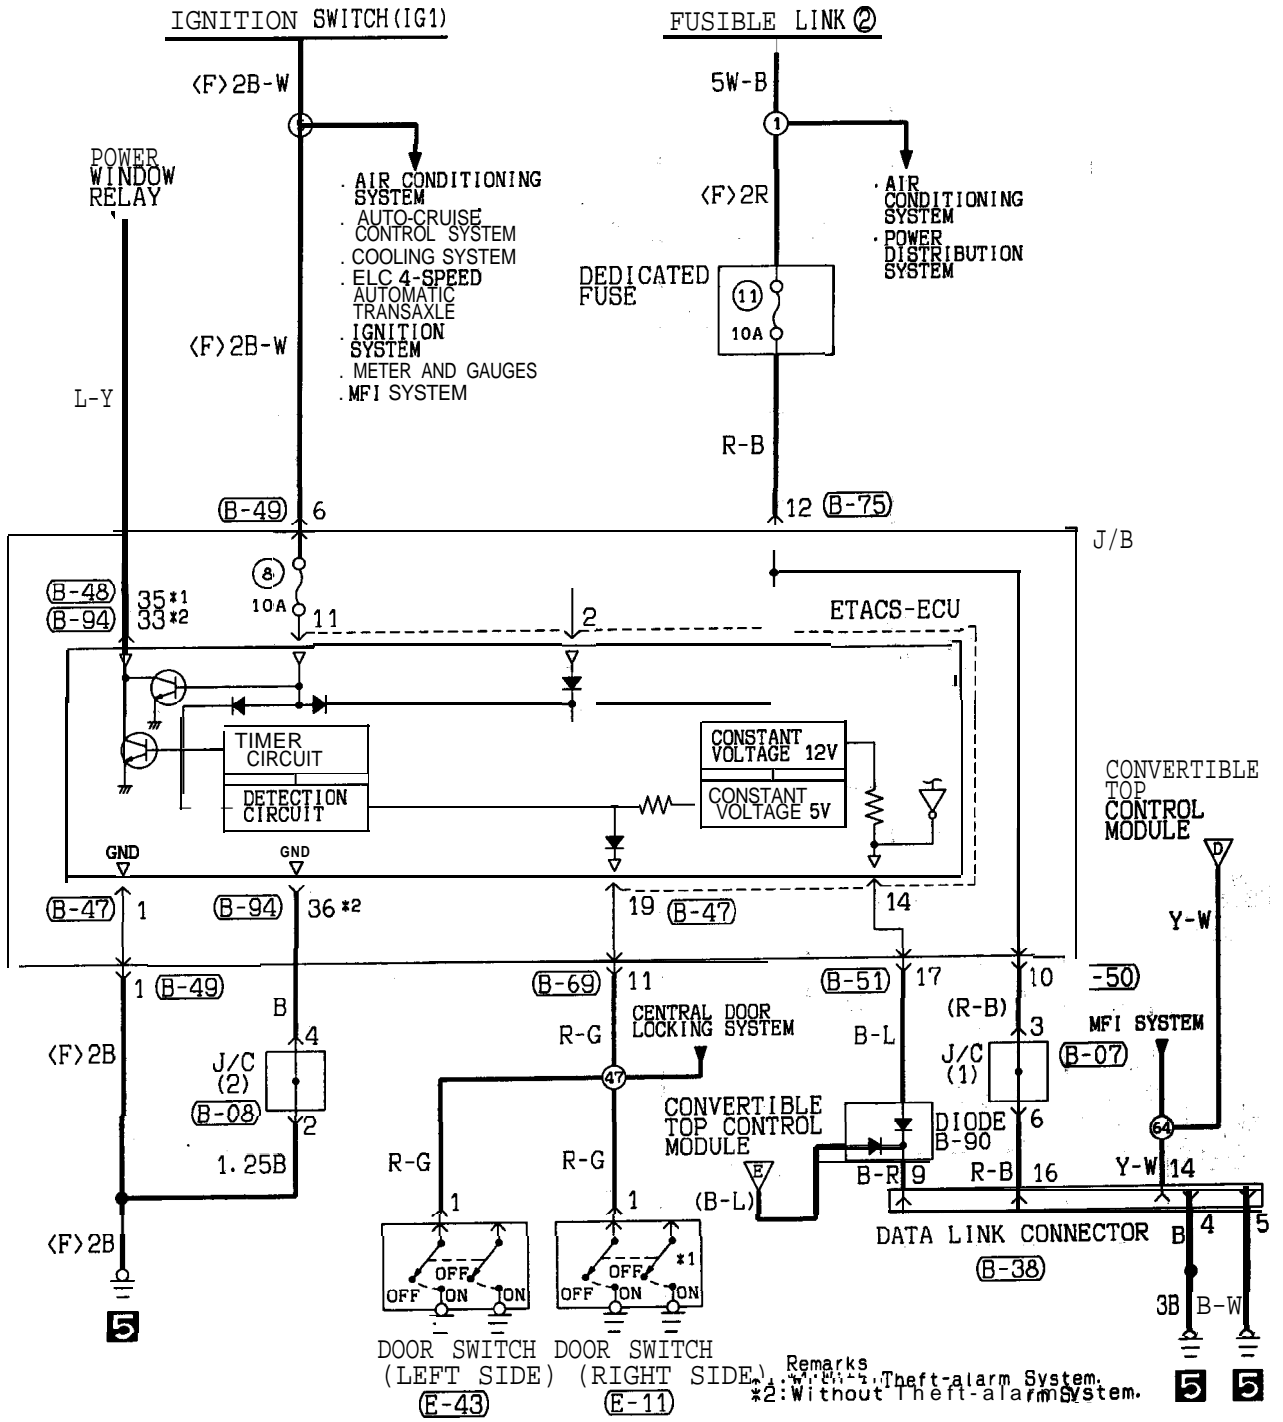 IGNITION SWITCH(IG1)
FUSIBLE LINK ②
<F>2B-W
5W-B
1
POWER
WINDOW
RELAY
. AIR CONDITIONING
SYSTEM
. AUTO-CRUISE
CONTROL SYSTEM
. COOLING SYSTEM
. ELC 4-SPEED
AUTOMATIC
TRANSAXLE
. IGNITION
SYSTEM
. METER AND GAUGES
. MFI SYSTEM
<F>2R
. AIR
CONDITIONING
SYSTEM
. POWER
DISTRIBUTION
SYSTEM
DEDICATED
FUSE
11
10A
<F>2B-W
L-Y
R-B
B-49 6
12 B-75
J/B
8
10A
B-48 35*1
B-94 33*2
11
2
ETACS-ECU
TIMER
CIRCUIT
DETECTION
CIRCUIT
CONSTANT
VOLTAGE 12V
CONSTANT
VOLTAGE 5V
CONVERTIBLE
TOP
CONTROL
MODULE
D
GND
GND
B-47 1
B-94 36*2
19 B-47
14
Y-W
1 B-49
B-69 11
B-51 17
10 -50
B
CENTRAL DOOR
LOCKING SYSTEM
R-G
B-L
(R-B)
MFI SYSTEM
<F>2B
4
J/C
(2)
B-08
2
47
3
J/C
(1)
B-07
6
64
CONVERTIBLE
TOP CONTROL
MODULE
E
(B-L)
DIODE
B-90
1.25B
R-G
R-G
B-R 9
R-B 16
Y-W 14
1
1
DATA LINK CONNECTOR
B-38
B 4
5
<F>2B
OFF
OFF
ON
ON
OFF
OFF
*1
ON
ON
3B
B-W
5
DOOR SWITCH
(LEFT SIDE)
E-43
DOOR SWITCH
(RIGHT SIDE)
E-11
Remarks
Theft-alarm System.
*2:Without Theft-alarm System.
5
5